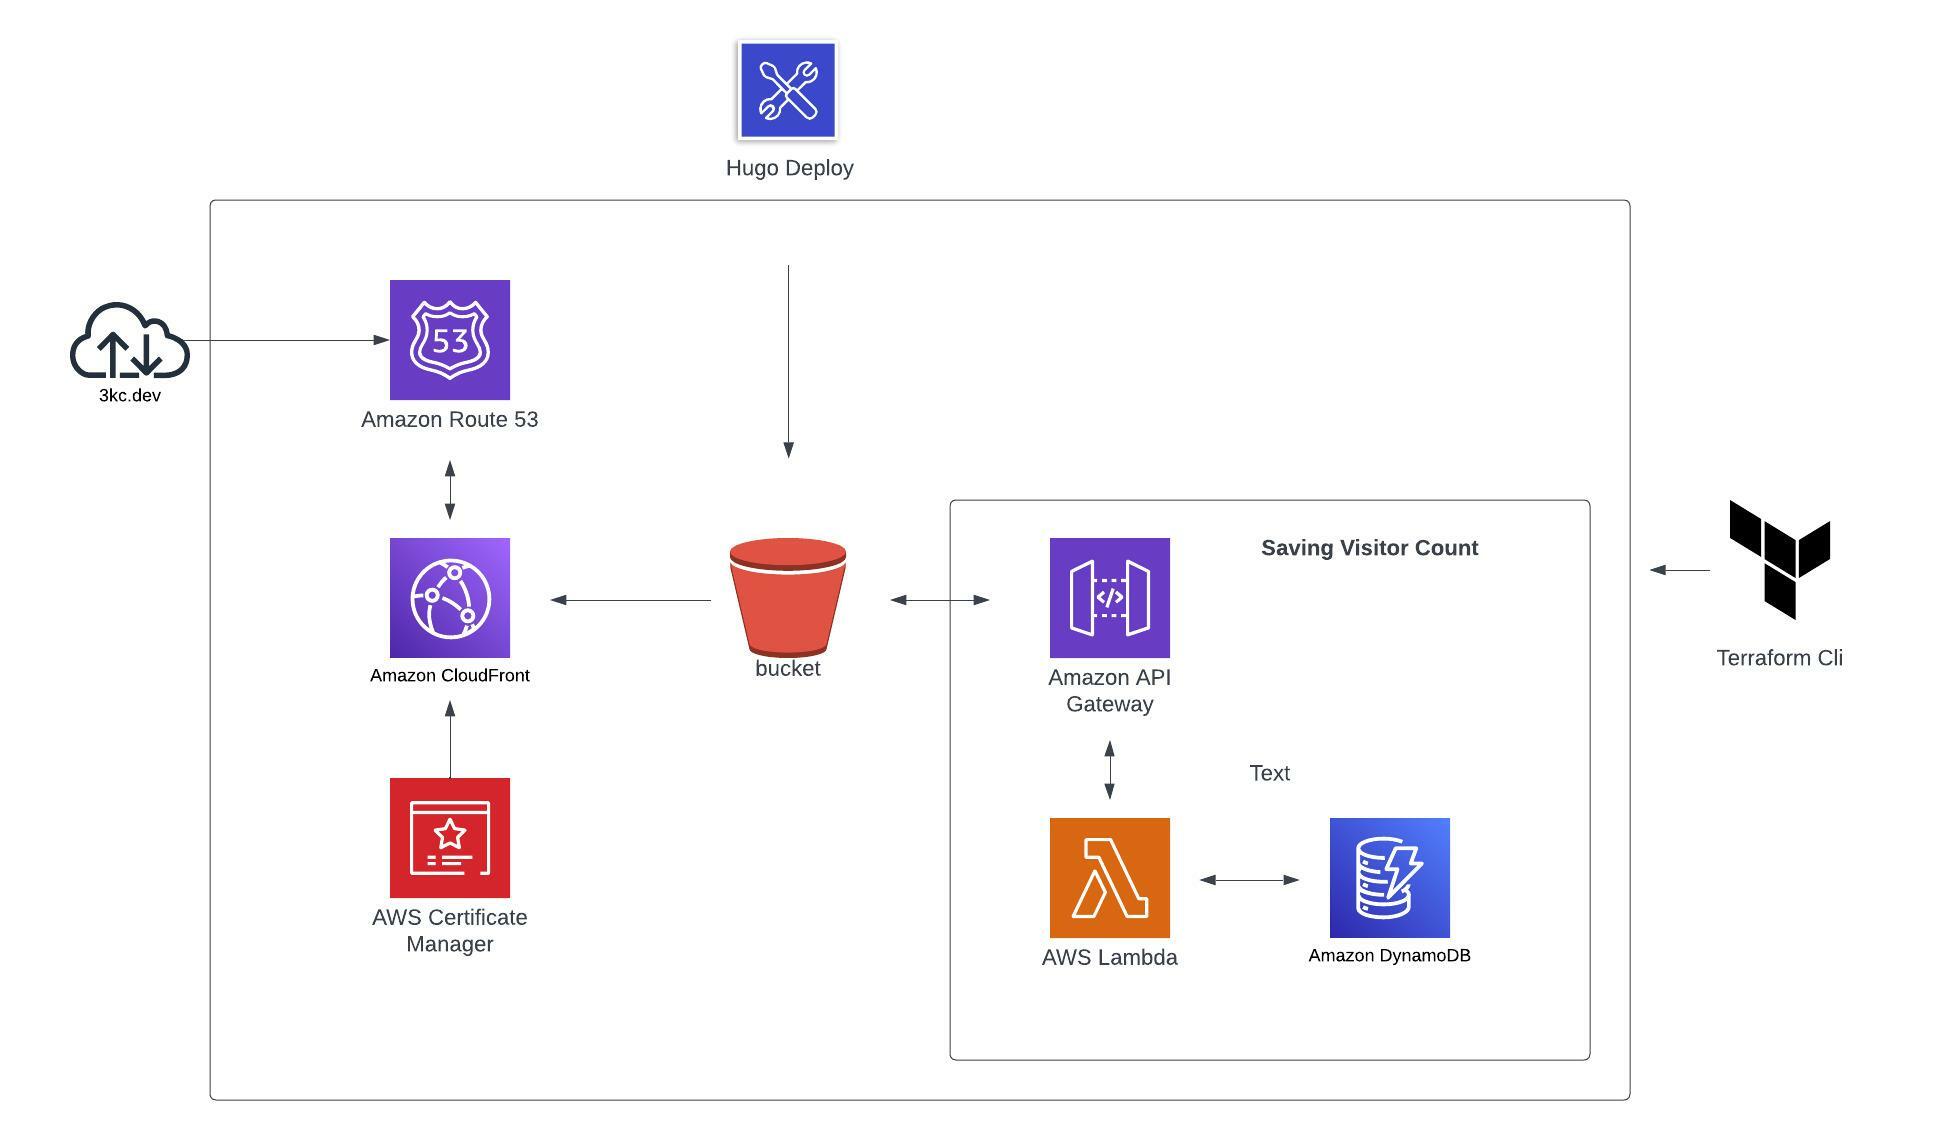 Hugo Deploy
53
3kc.dev
Amazon Route 53
Saving Visitor Count
</>
Amazon CloudFront
bucket
Amazon API
Gateway
Terraform Cli
Text
AWS Certificate
Manager
AWS Lambda
Amazon DynamoDB